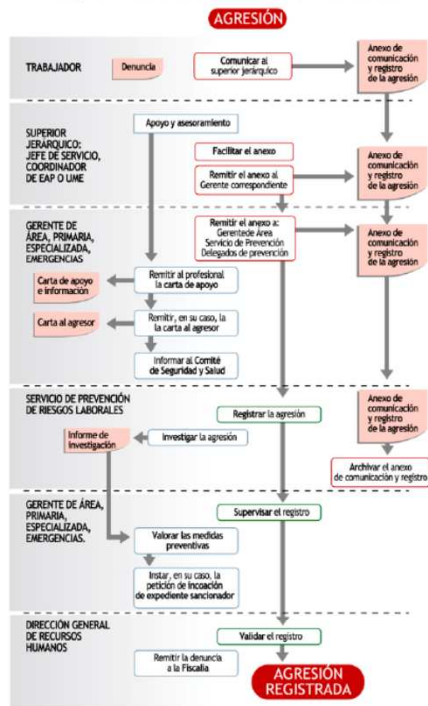 AGRESIÓN
TRABAJADOR
Denuncia
Comunicar al
superior jerárquico
Anexo de
comunicación
y registro
de la agresión
SUPERIOR
JERÁRQUICO:
JEFE DE SERVICIO,
COORDINADOR
DE EAP O UME
Apoyo y asesoramiento
Facilitar el anexo
Remitir el anexo al
Gerente correspondiente
Anexo de
comunicación
y registro
de la agresión
GERENTE DE
ÁREA, PRIMARIA,
ESPECIALIZADA,
EMERGENCIAS
Remitir el anexo a:
Gerentede Área
Servicio de Prevención
Delegados de prevención
Anexo de
comunicación
y registro
de la agresión
Carta de apoyo
e información
Remitir al profesional
la carta de apoyo
Carta al agresor
Remitir, en su caso, la
la carta al agresor
Informar al Comité
de Seguridad y Salud
SERVICIO DE PREVENCIÓN
DE RIESGOS LABORALES
Registrar la agresión
Anexo de
comunicación
y registro
de la agresión
Informe de
investigación
Investigar la agresión
Archivar el anexo
de comunicación y registro
GERENTE DE ÁREA,
PRIMARIA,
ESPECIALIZADA,
EMERGENCIAS.
Supervisar el registro
Valorar las medidas
preventivas
Instar, en su caso, la
petición de incoación
de expediente sancionador
DIRECCIÓN GENERAL
DE RECURSOS
HUMANOS
Validar el registro
Remitir la denuncia
a la Fiscalia
AGRESIÓN
REGISTRADA